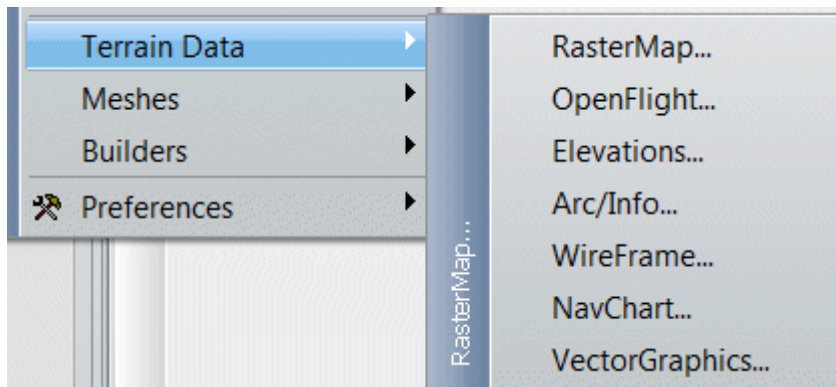 Terrain Data
Meshes
Builders
Preferences
RasterMap...
RasterMap...
OpenFlight...
Elevations...
Arc/Info...
WireFrame...
NavChart...
VectorGraphics...